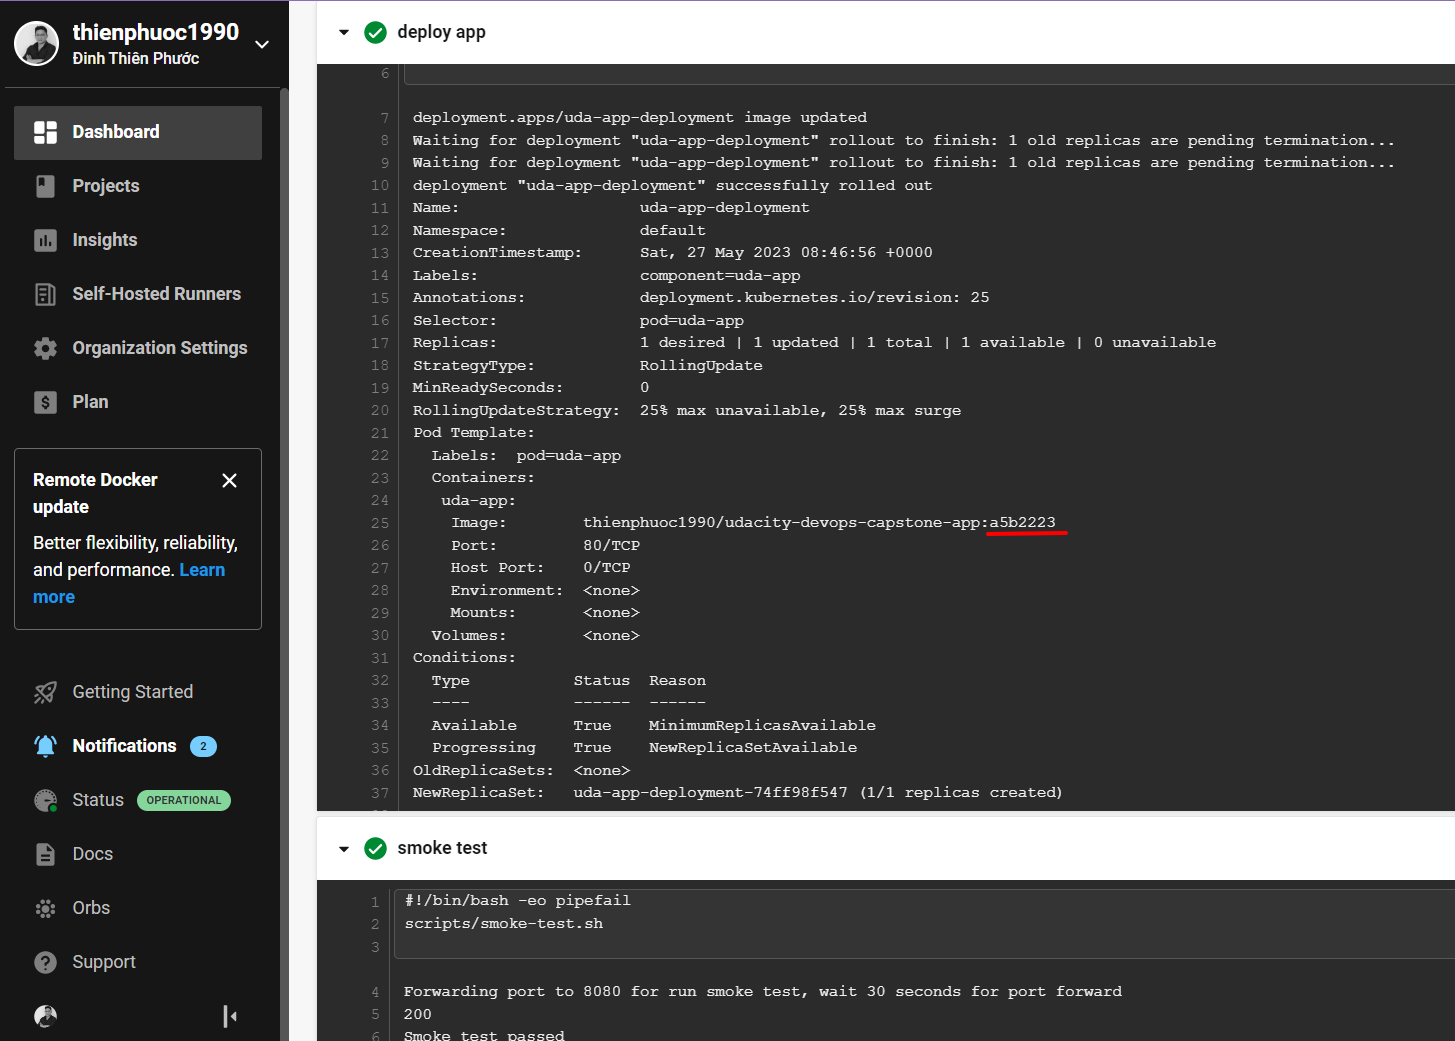 thienphuoc1990
Đinh Thiên Phước
Dashboard
Projects
Insights
Self-Hosted Runners
Organization Settings
Plan
Remote Docker
update
Better flexibility, reliability,
and performance. Learn
more
Getting Started
Notifications 2
Status OPERATIONAL
Docs
Orbs
Support
deploy app
6
7 deployment.apps/uda-app-deployment image updated
8 Waiting for deployment "uda-app-deployment" rollout to finish: 1 old replicas are pending termination...
9 Waiting for deployment "uda-app-deployment" rollout to finish: 1 old replicas are pending termination...
10 deployment "uda-app-deployment" successfully rolled out
11 Name: uda-app-deployment
12 Namespace: default
13 CreationTimestamp: Sat, 27 May 2023 08:46:56 +0000
14 Labels: component=uda-app
15 Annotations: deployment.kubernetes.io/revision: 25
16 Selector: pod=uda-app
17 Replicas: 1 desired | 1 updated | 1 total | 1 available | 0 unavailable
18 StrategyType: RollingUpdate
19 MinReadySeconds: 0
20 RollingUpdateStrategy: 25% max unavailable, 25% max surge
21 Pod Template:
22 Labels: pod=uda-app
23 Containers:
24 uda-app:
25 Image: thienphuoc1990/udacity-devops-capstone-app:a5b2223
26 Port: 80/TCP
27 Host Port: 0/TCP
28 Environment: <none>
29 Mounts: <none>
30 Volumes: <none>
31 Conditions:
32 Type Status Reason
33 ---- ------ ------
34 Available True MinimumReplicasAvailable
35 Progressing True NewReplicaSetAvailable
36 OldReplicaSets: <none>
37 NewReplicaSet: uda-app-deployment-74ff98f547 (1/1 replicas created)
smoke test
1 #!/bin/bash -eo pipefail
2 scripts/smoke-test.sh
3
4 Forwarding port to 8080 for run smoke test, wait 30 seconds for port forward
5 200
6 Smoke test passed